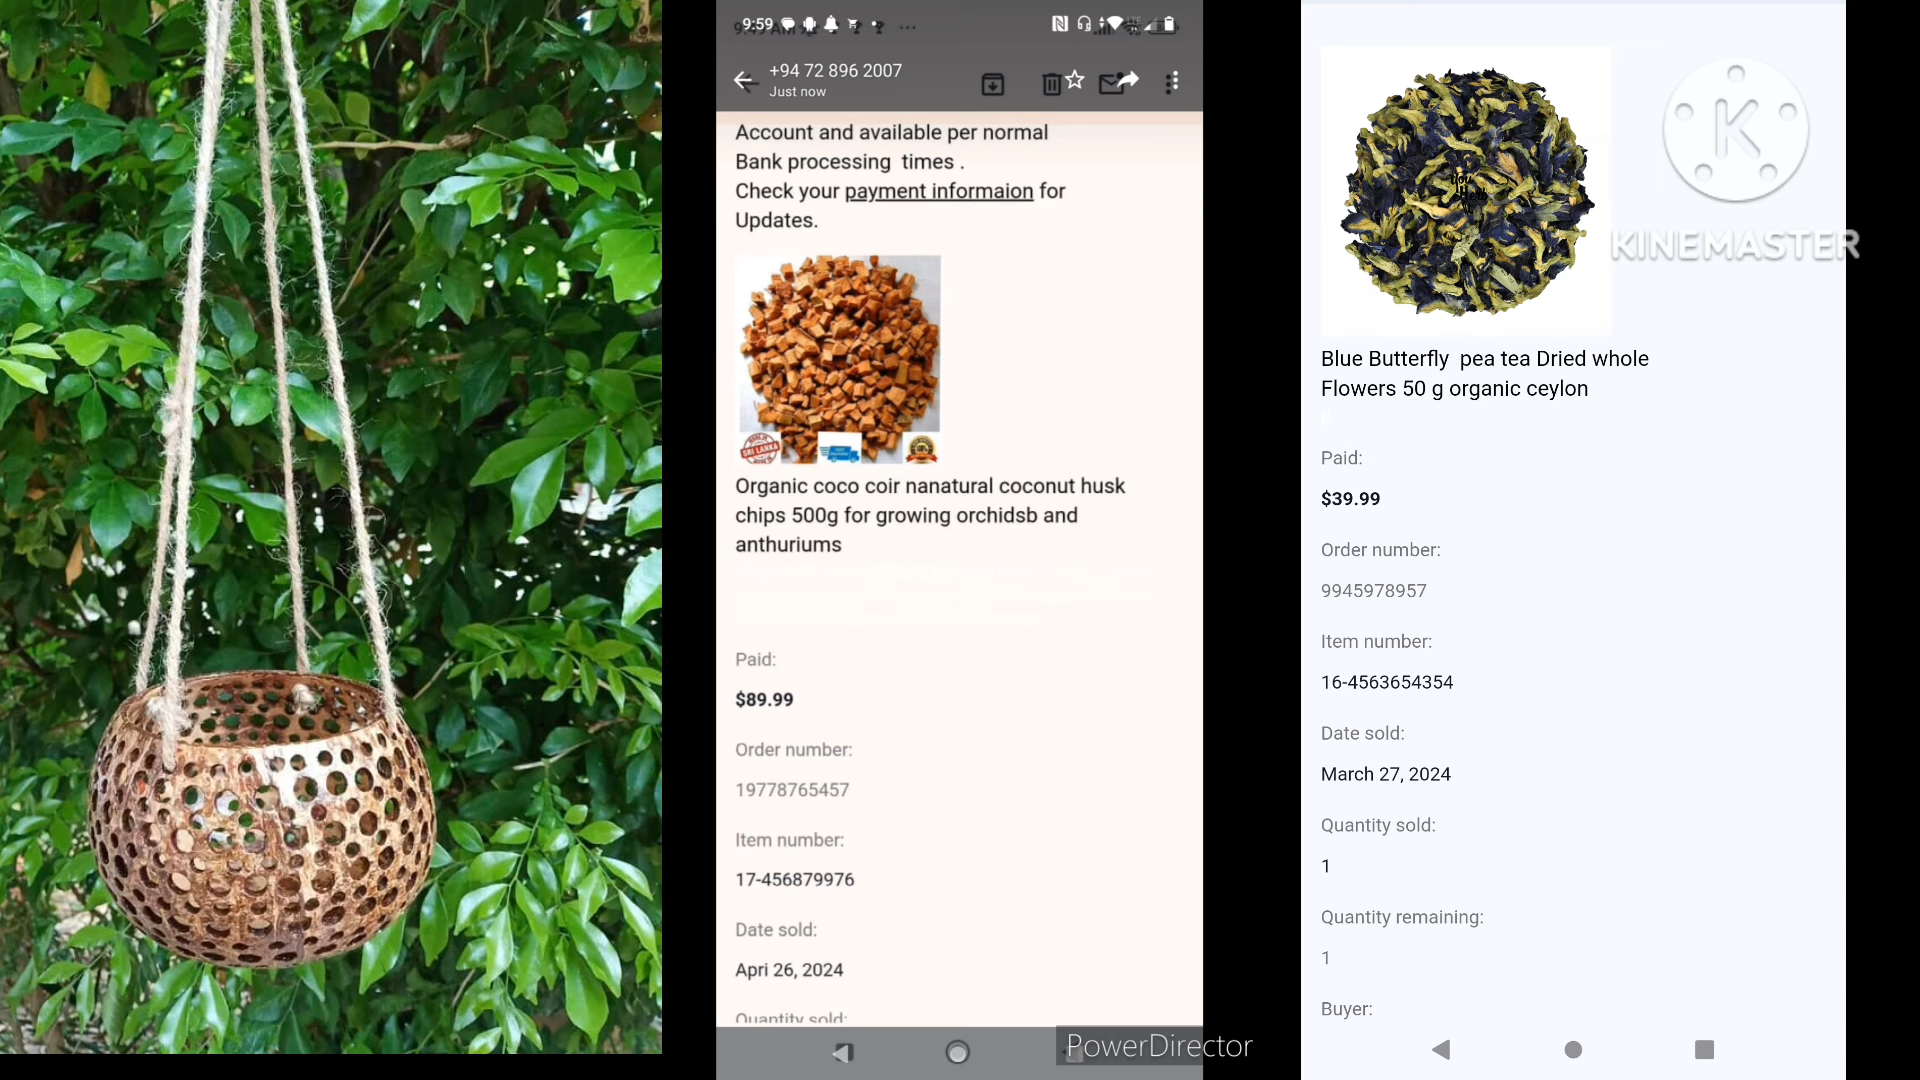 9:59
+94 72 896 2007
Just now
Account and available per normal
Bank processing times .
Check your payment informaion for
Updates.
SRI LANKA
Organic coco coir nanatural coconut husk
chips 500g for growing orchidsb and
anthuriums
Paid:
$89.99
Order number:
19778765457
Item number:
17-456879976
Date sold:
Apri 26, 2024
Quantity sold:
PowerDirector
K
KINEMASTER
Blue Butterfly pea tea Dried whole
Flowers 50 g organic ceylon
Paid:
$39.99
Order number:
9945978957
Item number:
16-4563654354
Date sold:
March 27, 2024
Quantity sold:
1
Quantity remaining:
1
Buyer: